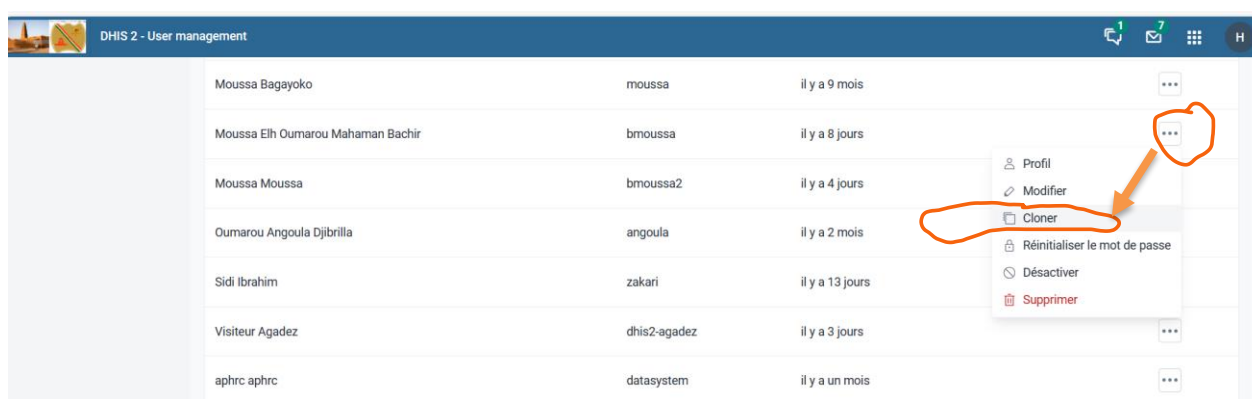 DHIS 2 - User management 1 7 H
Moussa Bagayoko moussa il y a 9 mois
Moussa Elh Oumarou Mahaman Bachir bmoussa il y a 8 jours
Profil
Moussa Moussa bmoussa2 il y a 4 jours
Modifier
Cloner
Oumarou Angoula Djibrilla angoula il y a 2 mois
Réinitialiser le mot de passe
Désactiver
Sidi Ibrahim zakari il y a 13 jours
Supprimer
Visiteur Agadez dhis2-agadez il y a 3 jours
aphrc aphrc datasystem il y a un mois